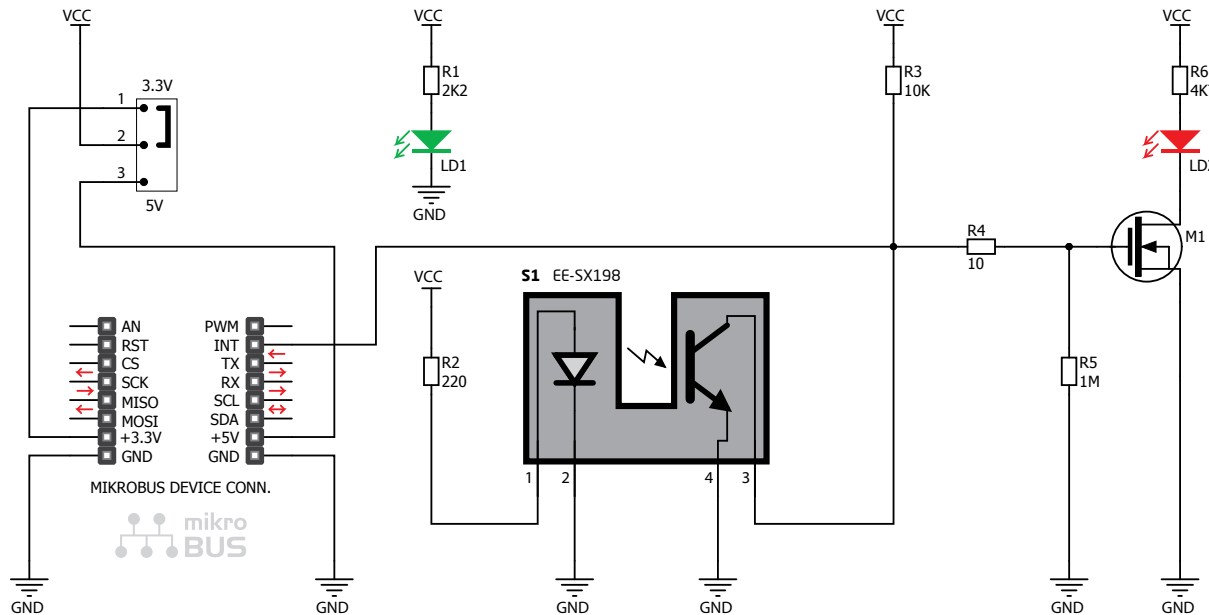 VCC
3.3V
1
2
3
5V
VCC
R1
2K2
LD1
GND
VCC
R3
10K
VCC
R6
R4
10
M1
S1 EE-SX198
VCC
R2
220
1
2
4
3
R5
1M
AN
RST
CS
SCK
MISO
MOSI
+3.3V
GND
PWM
INT
TX
RX
SCL
SDA
+5V
GND
MIKROBUS DEVICE CONN.
mikro
BUS
GND
GND
GND
GND
GND
GND